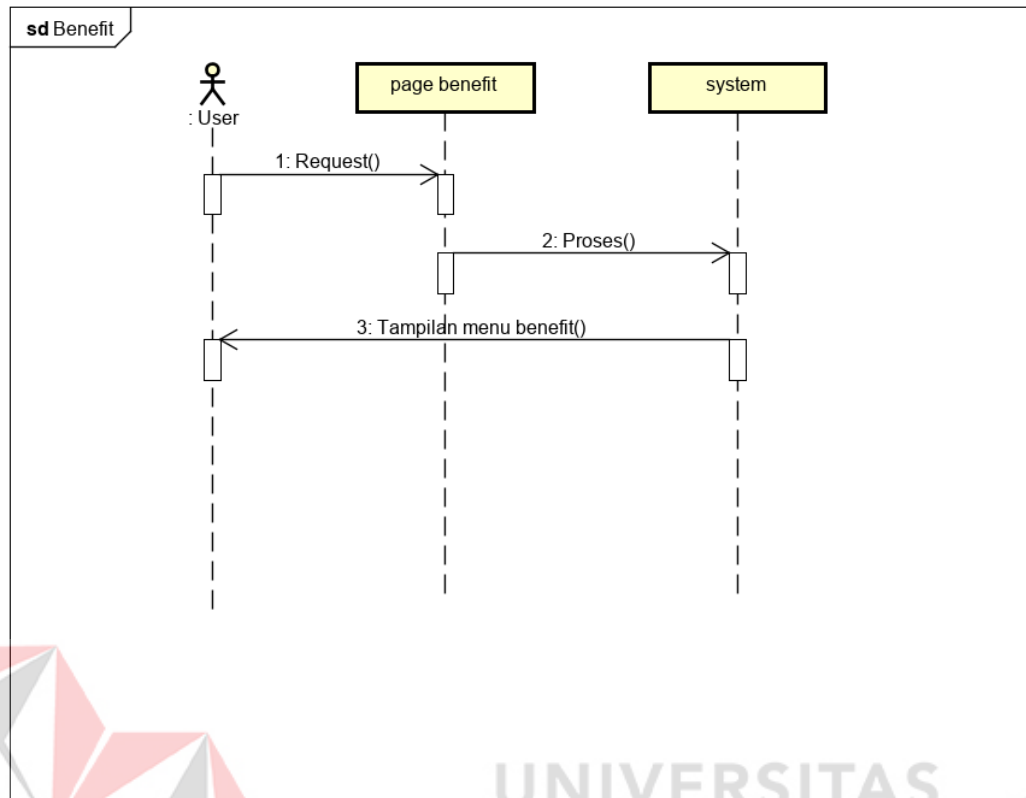 sd Benefit
: User
page benefit
system
1: Request()
2: Proses()
3: Tampilan menu benefit()
UNIVERSITAS